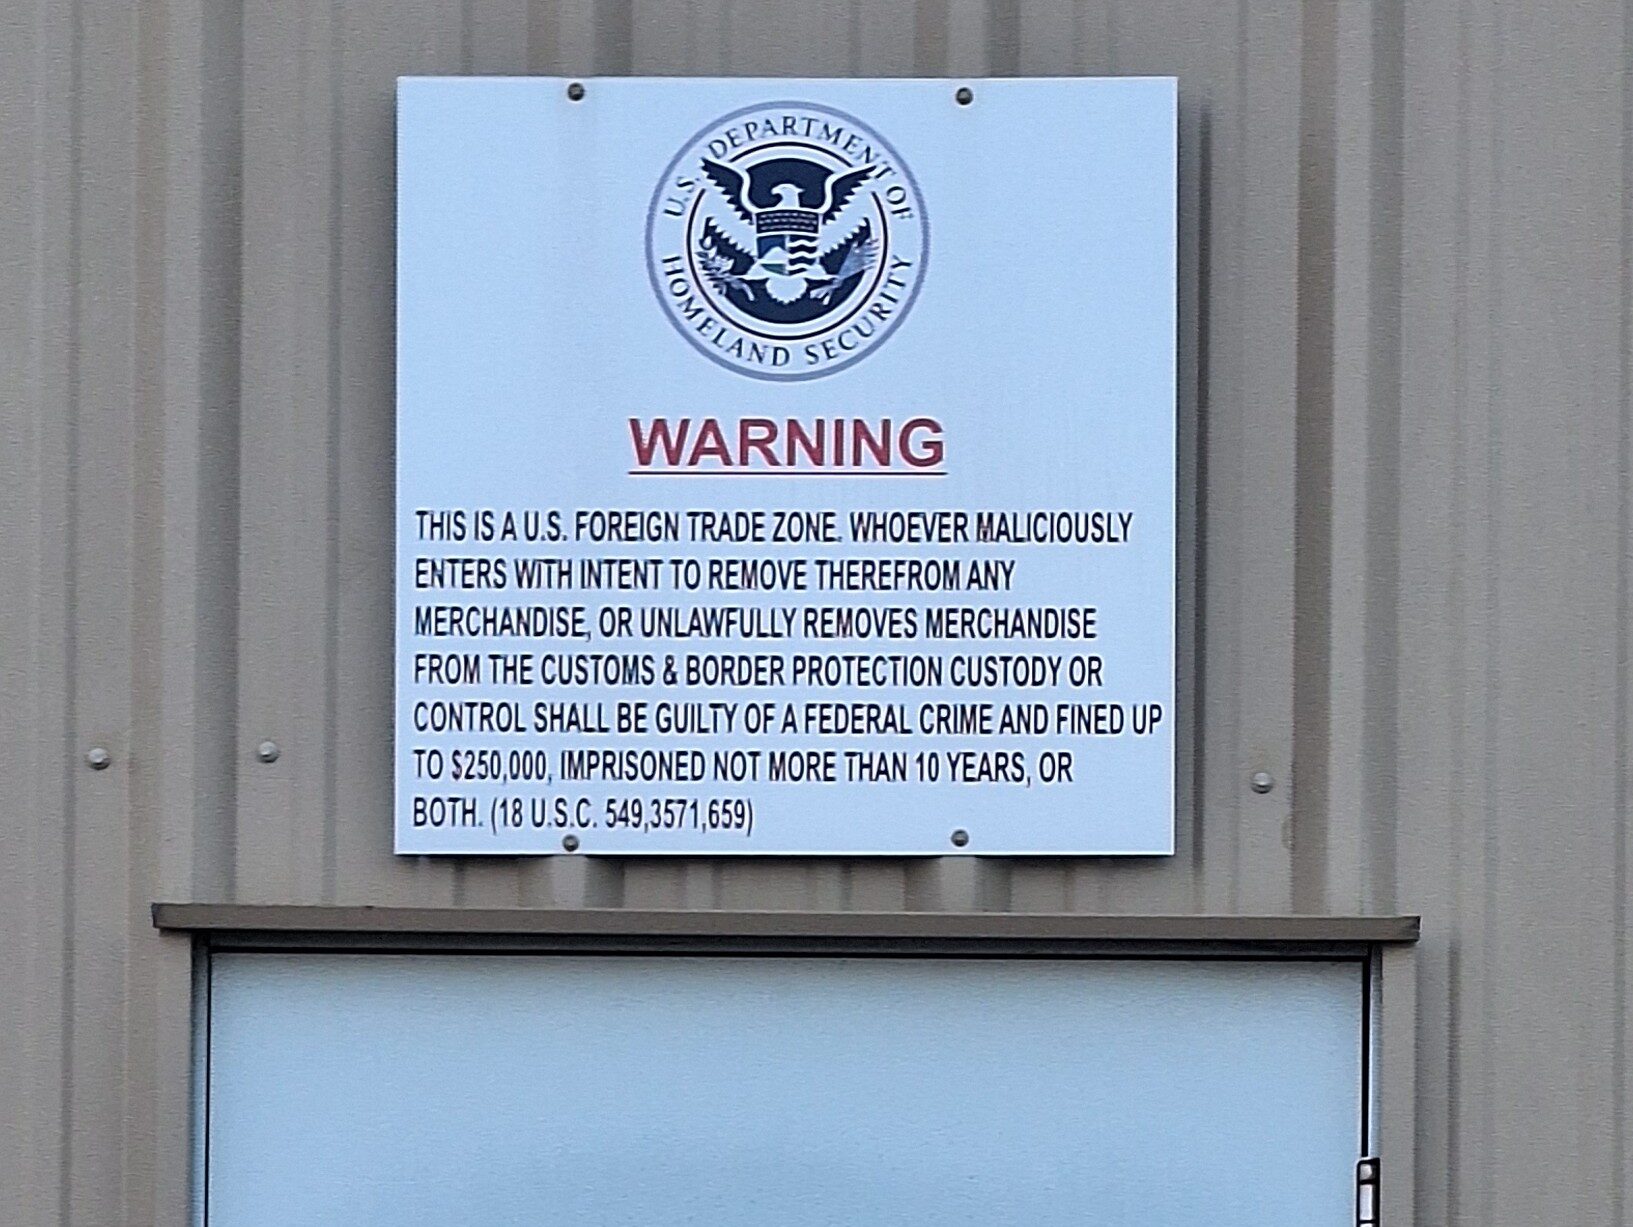 U.S. DEPARTMENT OF
HOMELAND SECURITY
WARNING
THIS IS A U.S. FOREIGN TRADE ZONE. WHOEVER MALICIOUSLY
ENTERS WITH INTENT TO REMOVE THEREFROM ANY
MERCHANDISE, OR UNLAWFULLY REMOVES MERCHANDISE
FROM THE CUSTOMS & BORDER PROTECTION CUSTODY OR
CONTROL SHALL BE GUILTY OF A FEDERAL CRIME AND FINED UP
TO $250,000, IMPRISONED NOT MORE THAN 10 YEARS, OR
BOTH. (18 U.S.C. 549,3571,659)